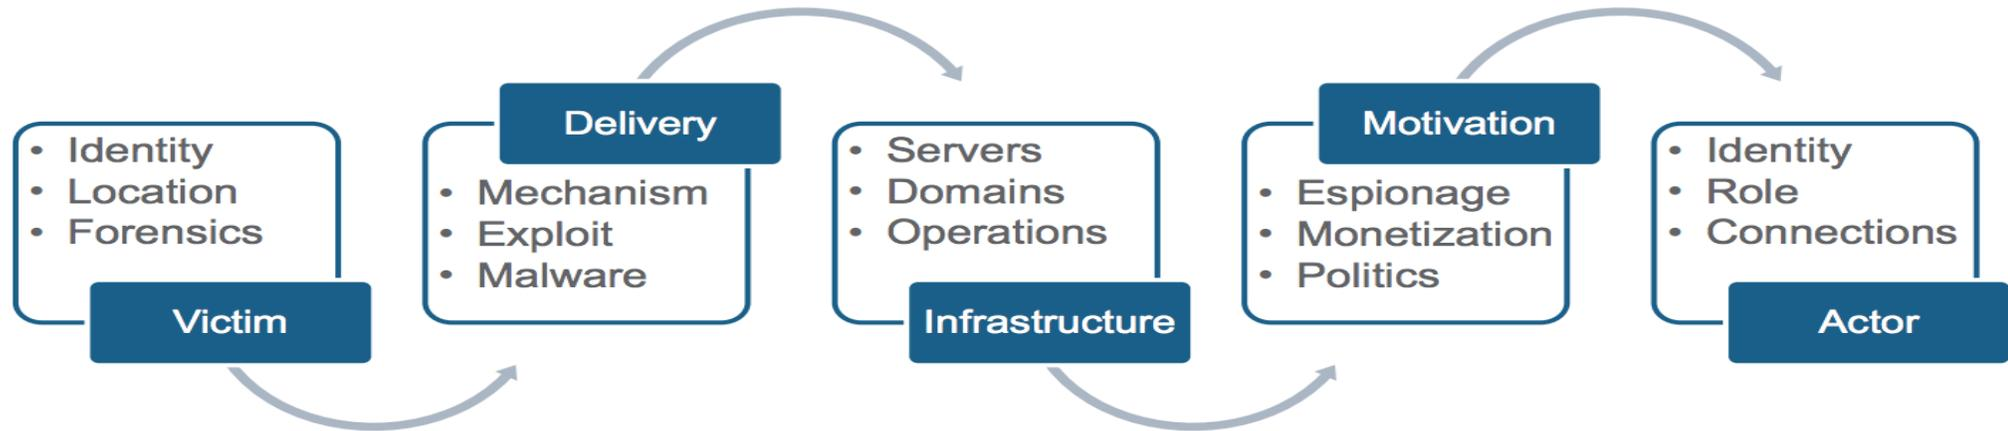 • Identity
• Location
• Forensics
Victim
Delivery
• Mechanism
• Exploit
• Malware
• Servers
• Domains
• Operations
Infrastructure
Motivation
• Espionage
• Monetization
• Politics
• Identity
• Role
• Connections
Actor